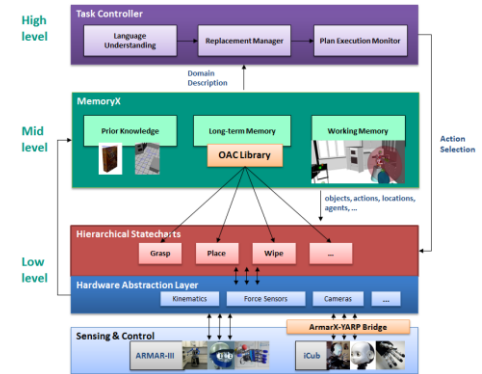 High
level
Task Controller
Language
Understanding
Replacement Manager
Plan Execution Monitor
Domain
Description
MemoryX
Mid
level
Prior Knowledge
Long-term Memory
Working Memory
OAC Library
Action
Selection
objects, actions, locations,
agents, ...
Hierarchical Statecharts
Grasp
Place
Wipe
...
Low
level
Hardware Abstraction Layer
Kinematics
Force Sensors
Cameras
....
ArmarX-YARP Bridge
Sensing & Control
ARMAR-III
iCub